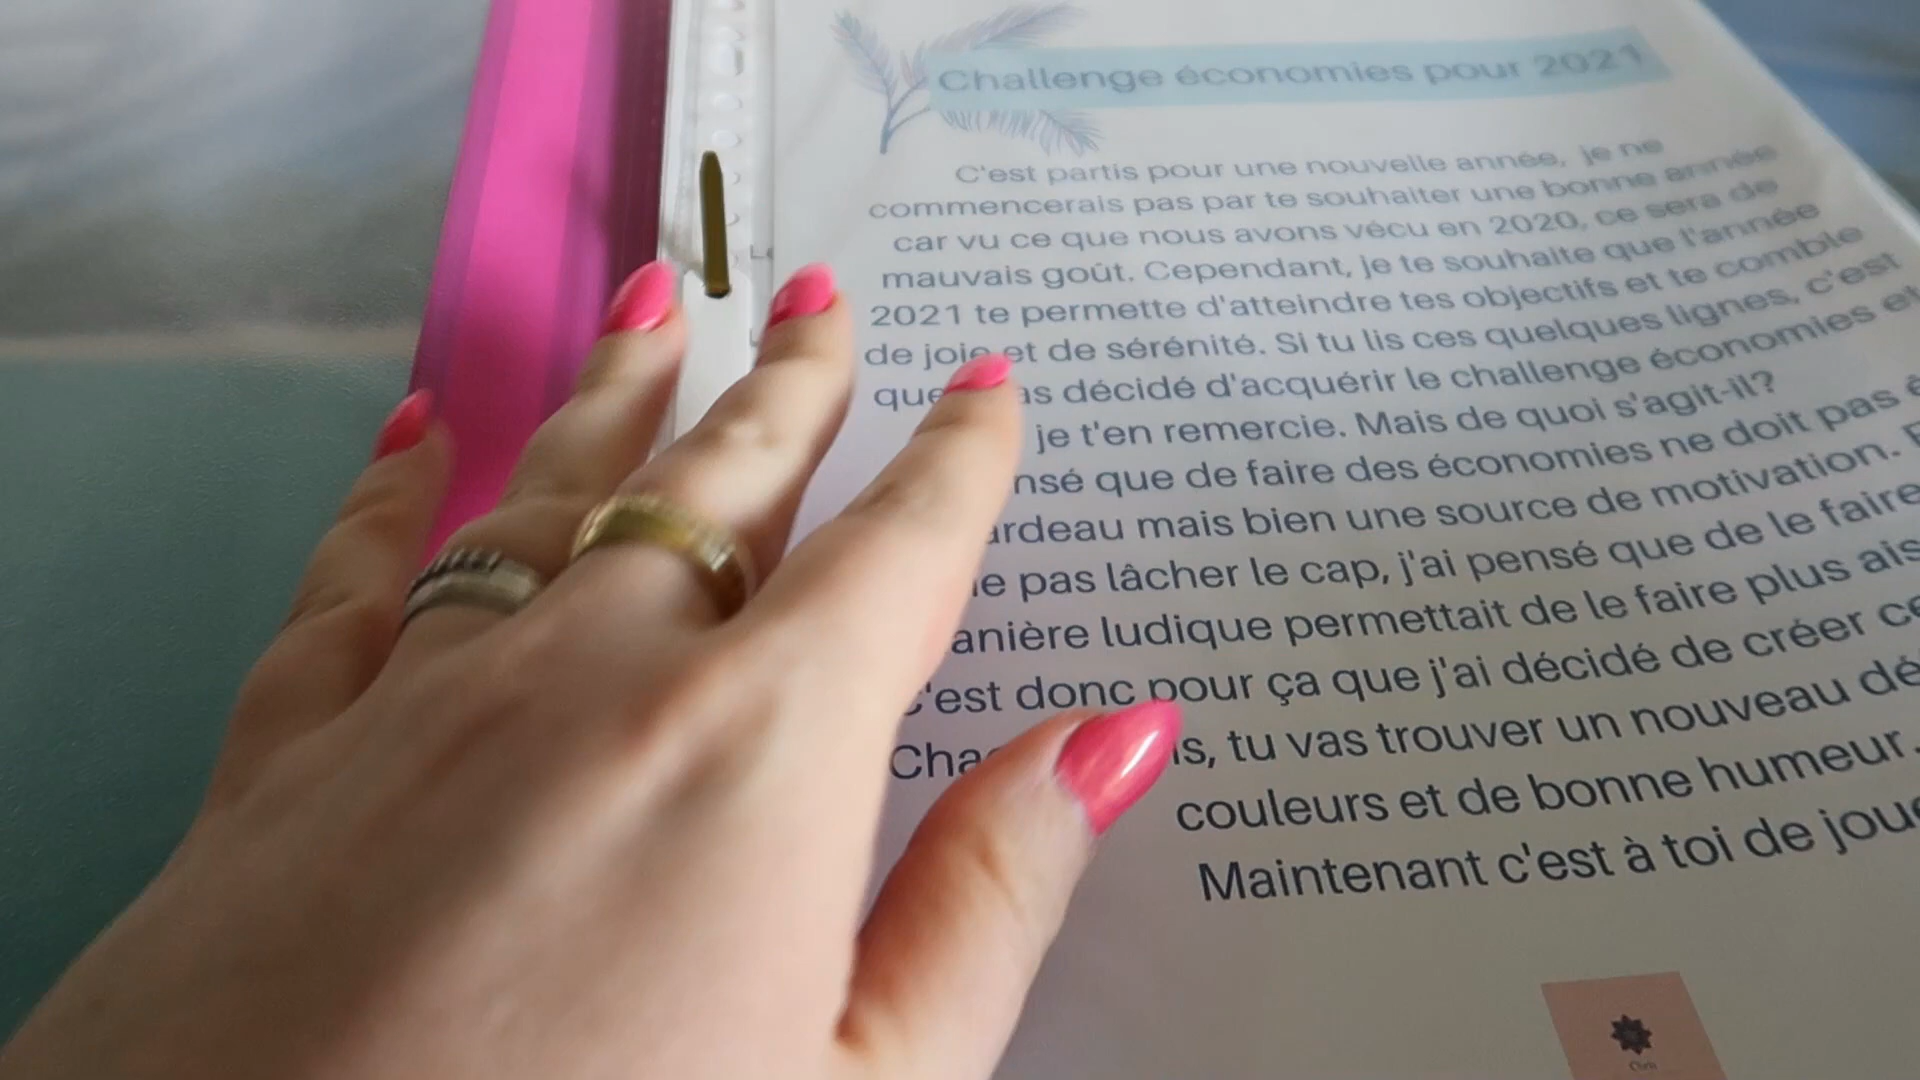 Challenge économies pour 2021
C'est partis pour une nouvelle année, je ne
commencerais pas par te souhaiter une bonne année
car vu ce que nous avons vécu en 2020, ce sera de
mauvais goût. Cependant, je te souhaite que l'année
2021 te permette d'atteindre tes objectifs et te comble
de joie et de sérénité. Si tu lis ces quelques lignes, c'est
que as décidé d'acquérir le challenge économies et
je t'en remercie. Mais de quoi s'agit-il?
nsé que de faire des économies ne doit pas ê
ardeau mais bien une source de motivation.
e pas lâcher le cap, j'ai pensé que de le faire
anière ludique permettait de le faire plus ais
c'est donc pour ça que j'ai décidé de créer ce
Cha is, tu vas trouver un nouveau dé
couleurs et de bonne humeur.
Maintenant c'est à toi de joue